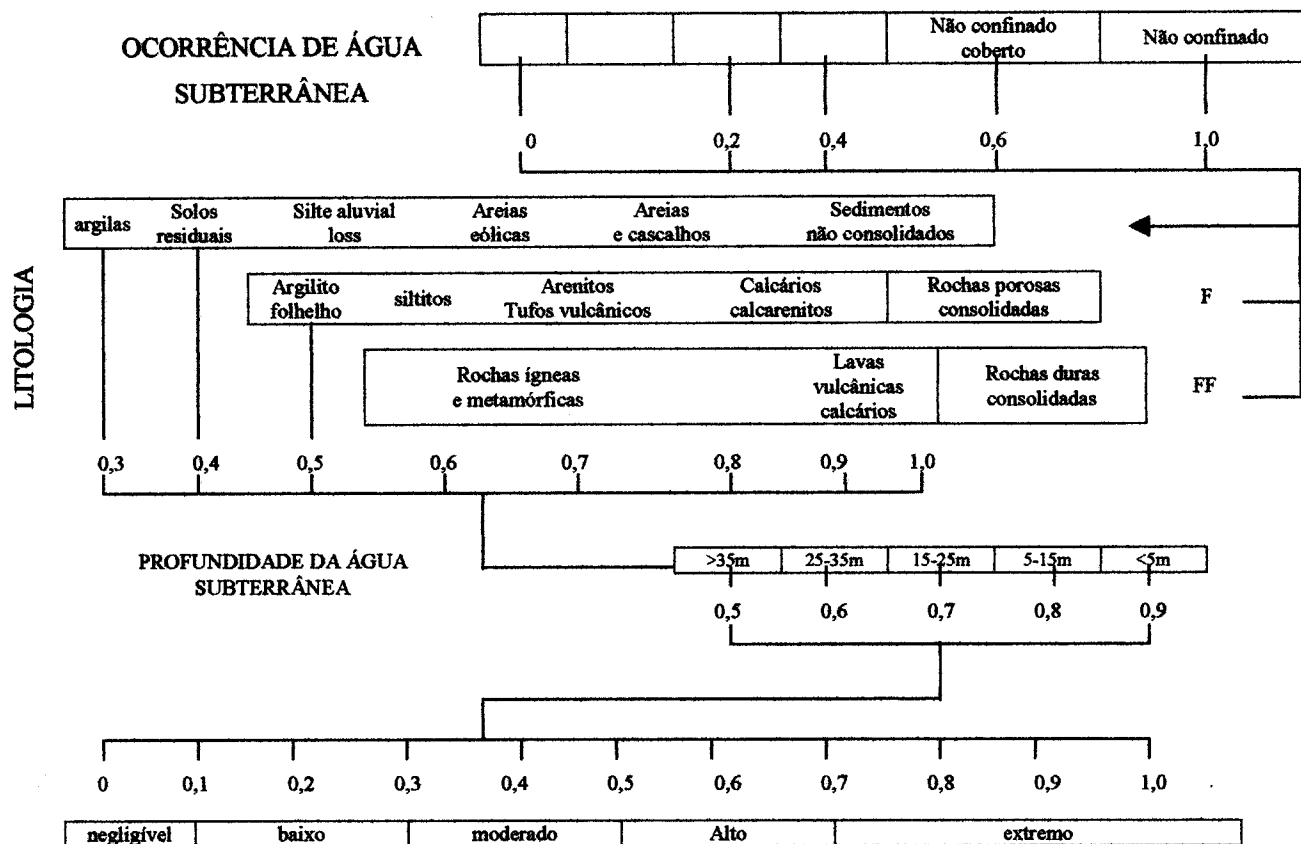 OCORRÊNCIA DE ÁGUA
SUBTERRÂNEA
Não confinado
coberto
Não confinado
0
0,2
0,4
0,6
1,0
LITOLOGIA
argilas
Solos
residuais
Silte aluvial
loss
Areias
eólicas
Areias
e cascalhos
Sedimentos
não consolidados
Argilito
folhelho
siltitos
Arenitos
Tufos vulcânicos
Calcários
calcarenitos
Rochas porosas
consolidadas
F
Rochas ígneas
e metamórficas
Lavas
vulcânicas
calcários
Rochas duras
consolidadas
FF
0,3
0,4
0,5
0,6
0,7
0,8
0,9
1,0
PROFUNDIDADE DA ÁGUA
SUBTERRÂNEA
>35m
25-35m
15-25m
5-15m
<5m
0,5
0,6
0,7
0,8
0,9
0
0,1
0,2
0,3
0,4
0,5
0,6
0,7
0,8
0,9
1,0
negligível
baixo
moderado
Alto
extremo